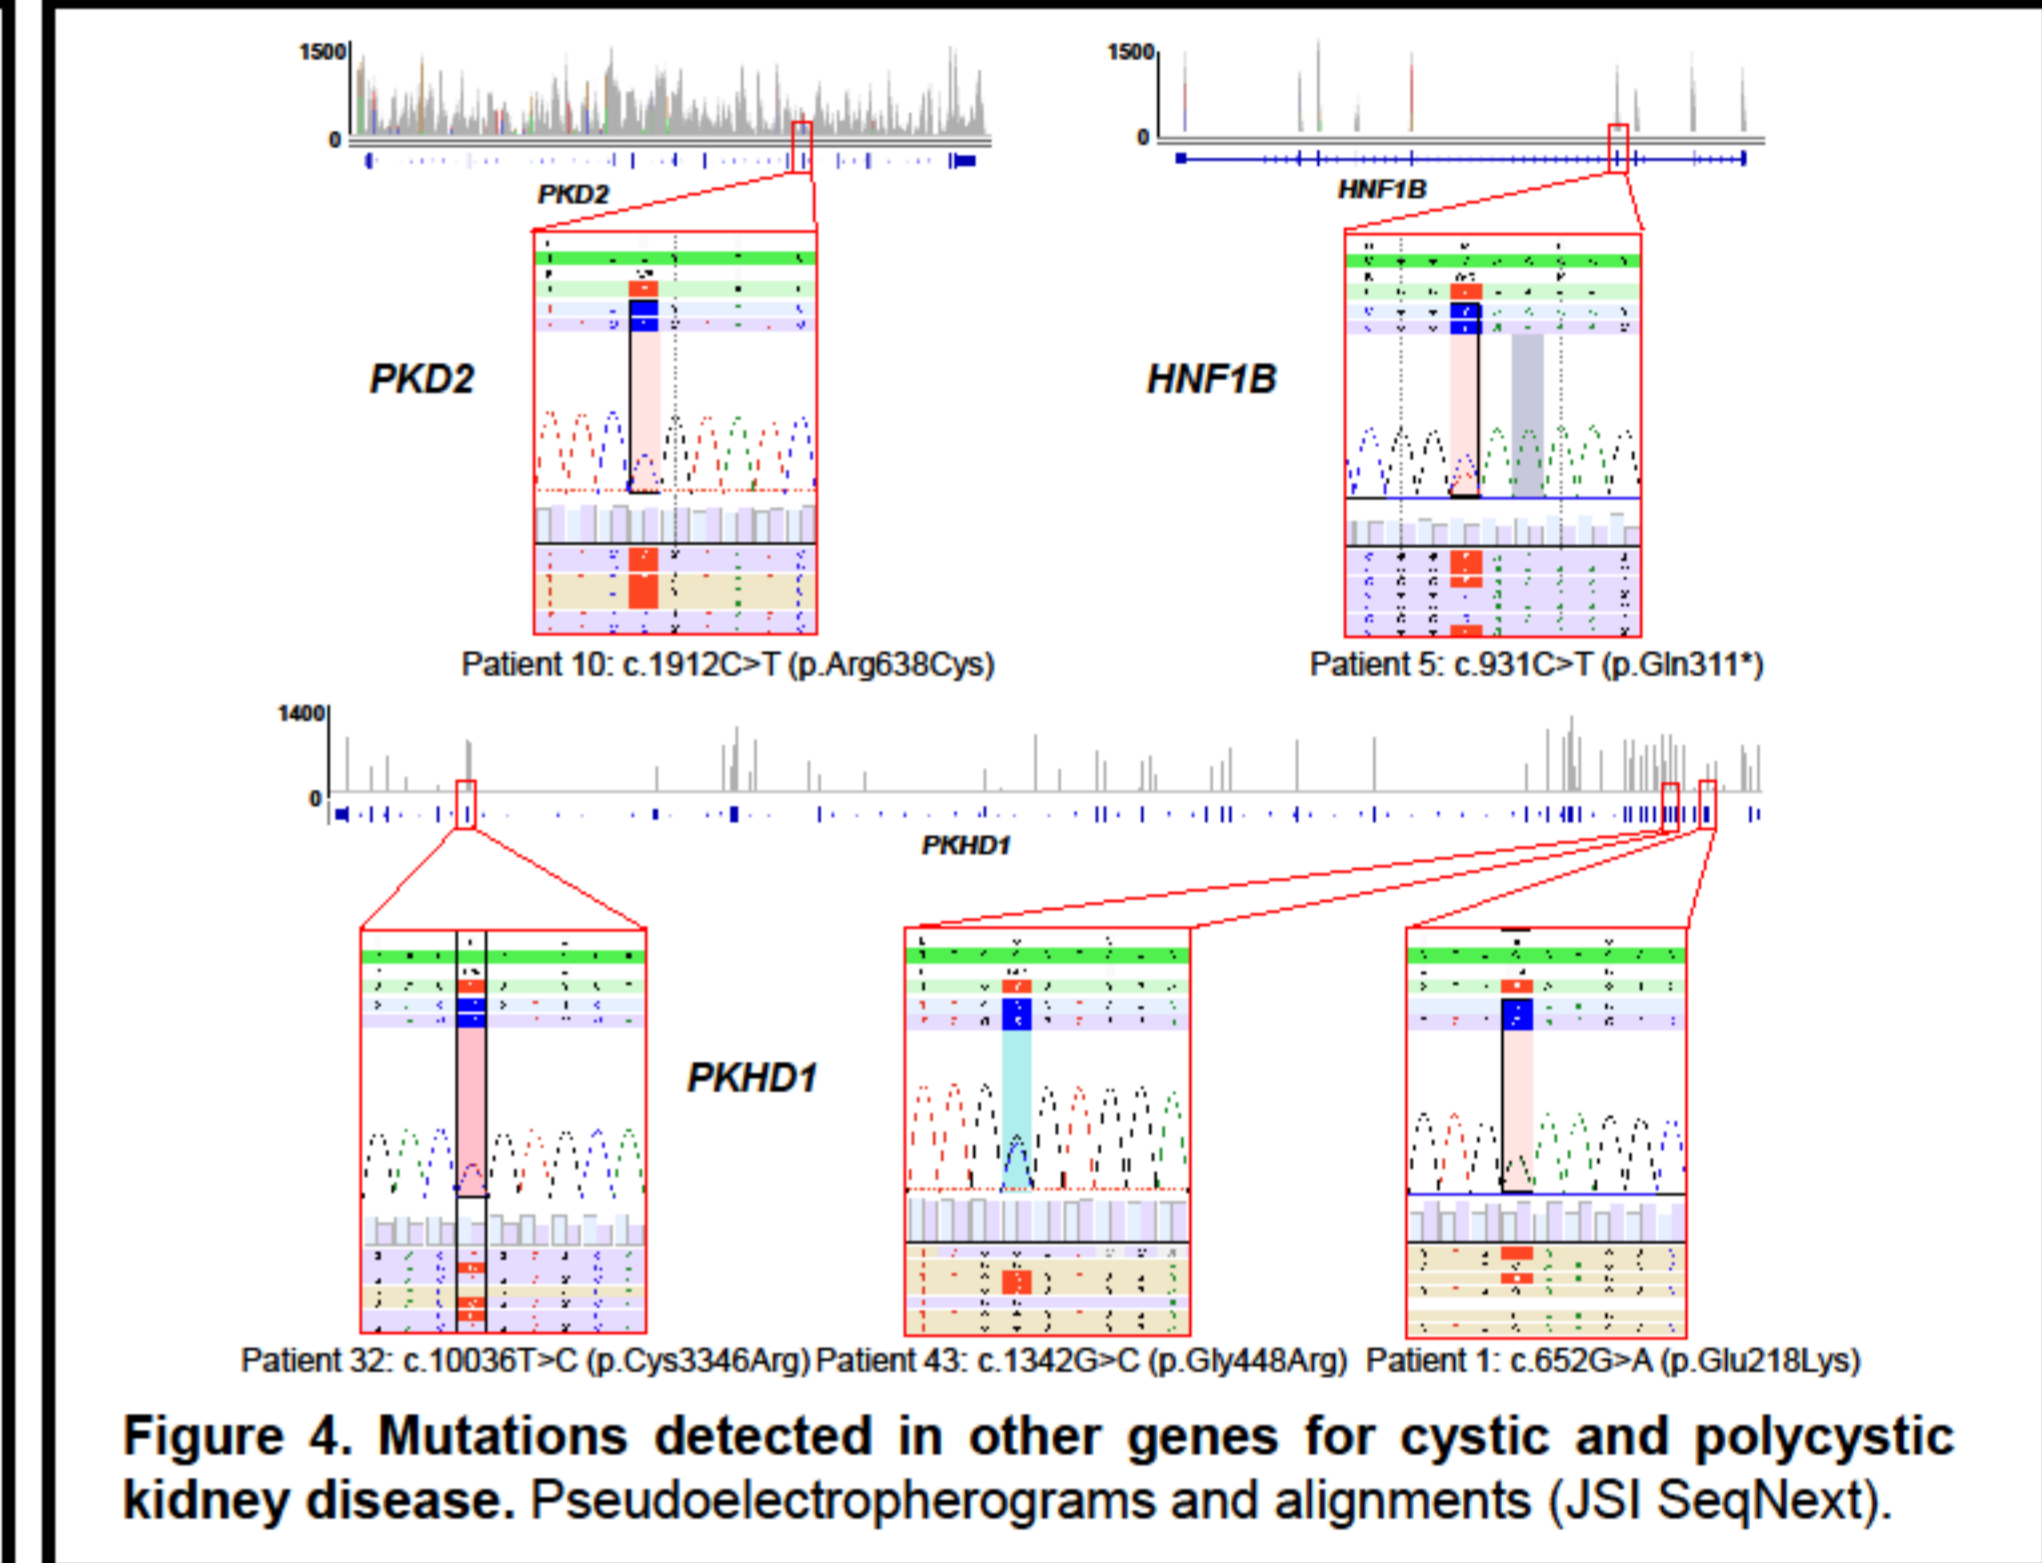 1500
0
PKD2
1500
0
HNF1B
PKD2
HNF1B
Patient 10: c.1912C>T (p.Arg638Cys)
Patient 5: c.931C>T (p.Gln311*)
1400
0
PKHD1
PKHD1
Patient 32: c.10036T>C (p.Cys3346Arg)
Patient 43: c.1342G>C (p.Gly448Arg)
Patient 1: c.652G>A (p.Glu218Lys)
Figure 4. Mutations detected in other genes for cystic and polycystic
kidney disease. Pseudoelectropherograms and alignments (JSI SeqNext).